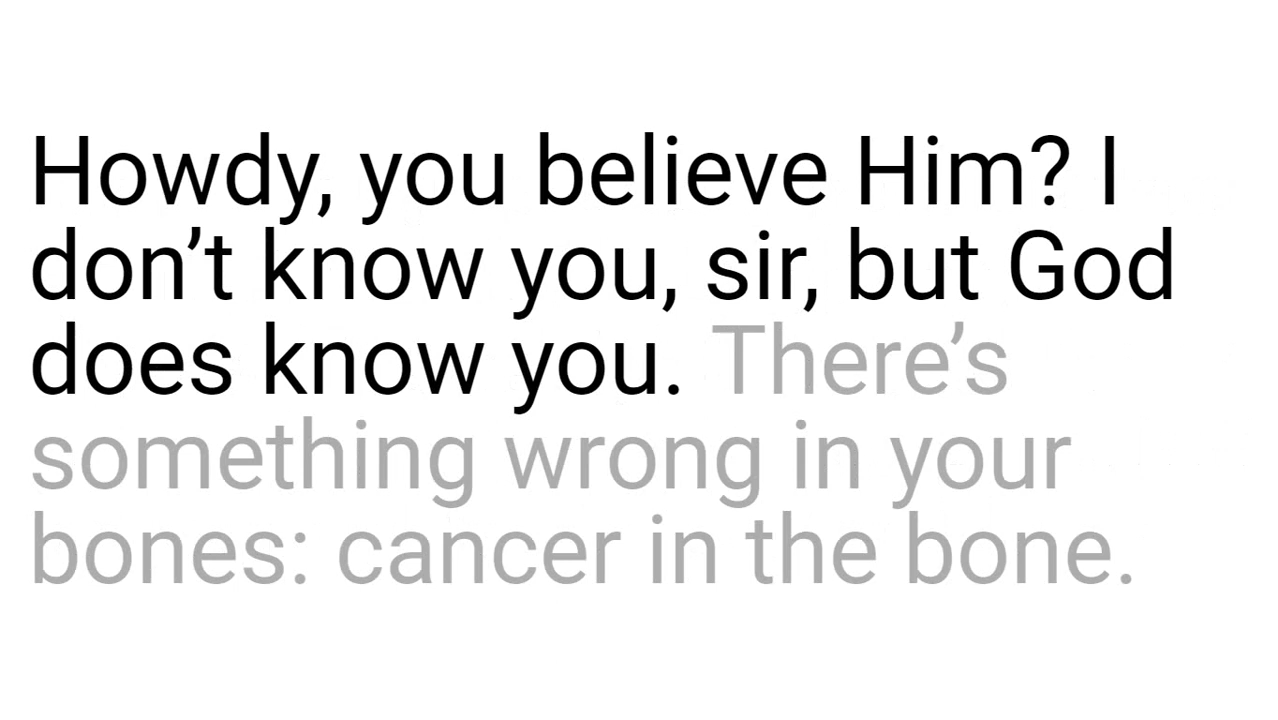 Howdy, you believe Him? I
don’t know you, sir, but God
does know you. There’s
something wrong in your
bones: cancer in the bone.